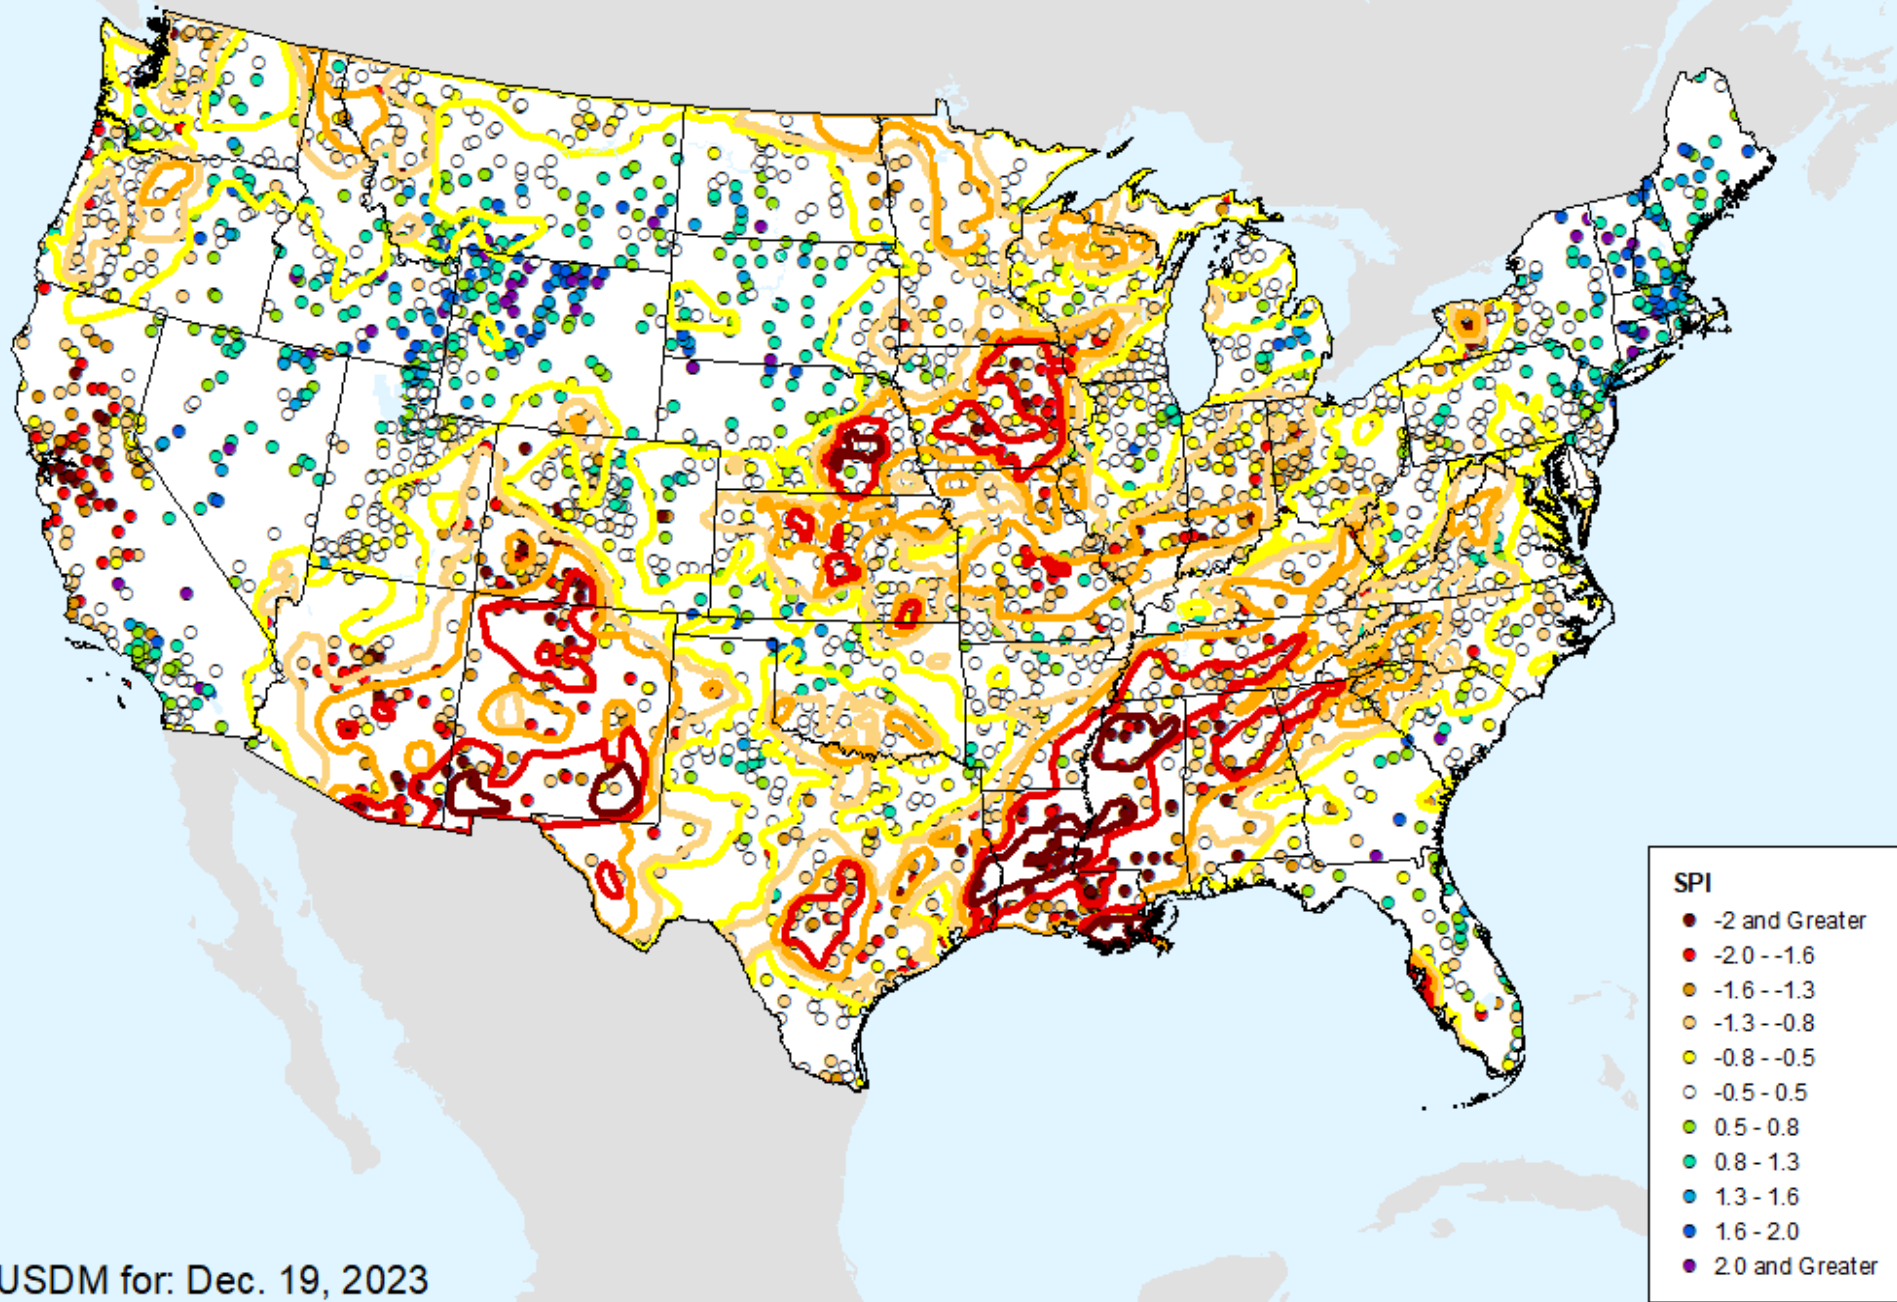 SPI
-2 and Greater
-2.0 - -1.6
-1.6 - -1.3
-1.3 - -0.8
-0.8 - -0.5
-0.5 - 0.5
0.5 - 0.8
0.8 - 1.3
1.3 - 1.6
1.6 - 2.0
2.0 and Greater
USDM for: Dec. 19, 2023